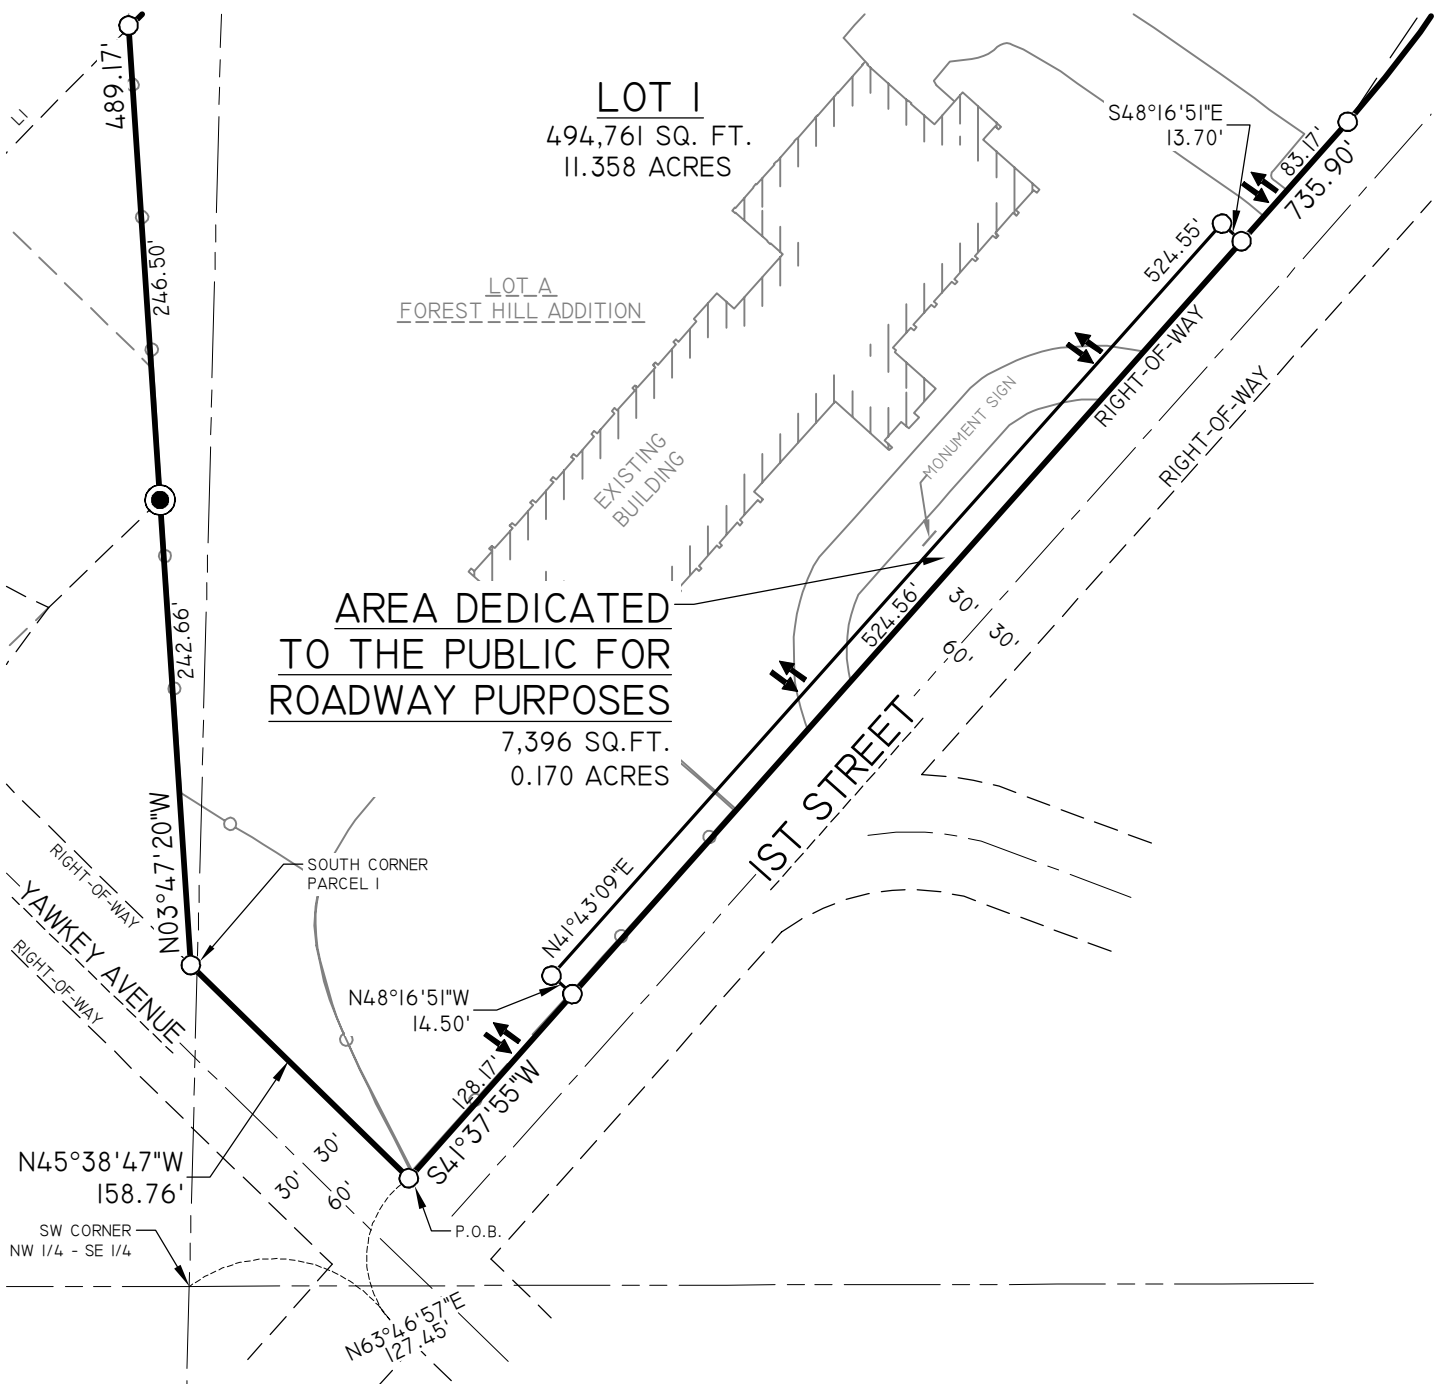 489.17'
L1
LOT 1
494,761 SQ. FT.
11.358 ACRES
S48°16'51"E
13.70'
83.17'
735.90'
524.55'
246.50'
LOT A
FOREST HILL ADDITION
RIGHT-OF-WAY
RIGHT-OF-WAY
MONUMENT SIGN
EXISTING
BUILDING
AREA DEDICATED
TO THE PUBLIC FOR
ROADWAY PURPOSES
7,396 SQ.FT.
0.170 ACRES
524.56'
30'
30'
60'
242.66'
1ST STREET
N03°47'20"W
RIGHT-OF-WAY
YAWKEY AVENUE
RIGHT-OF-WAY
SOUTH CORNER
PARCEL 1
N41°43'09"E
N48°16'51"W
14.50'
128.17'
S41°37'55"W
N45°38'47"W
158.76'
30'
30'
60'
SW CORNER
NW 1/4 - SE 1/4
P.O.B.
N63°46'57"E
127.45'